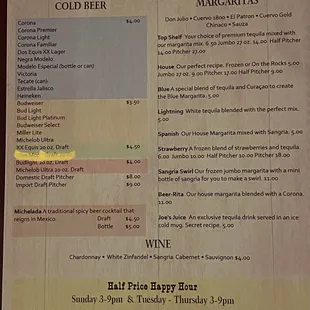 COLD BEER
Corona $4.00
Corona Premier
Corona Light
Corona Familiar
Dos Equis XX Lager
Negra Modelo
Modelo Especial (bottle or can)
Victoria
Tecate (can)
Estrella Jalisco
Heineken
Budweiser $3.50
Bud Light
Bud Light Platinum
Budweiser Select
Miller Lite
Michelob Ultra
XX Equis 20 oz. Draft $4.50
Budlight 20 oz. Draft $4.00
Michelob Ultra 20 oz. Draft
Domestic Draft Pitcher $8.00
Import Draft Pitcher $9.00
Michelada A traditional spicy beer cocktail that
reigns in Mexico Draft $4.50
Bottle $5.00
MARGARITAS
Don Julio • Cuervo 1800 • El Patron • Cuervo Gold
Chinaco • Sauza
Top Shelf Your choice of premium tequila mixed with
our margarita mix. 6.50 Jumbo 17.00 Half Pitcher
14.00 Pitcher
House Our perfect recipe. Frozen or On the Rocks 5.00
Jumbo 9.00 Pitcher 17.00 Half Pitcher 9.00
Blue A special blend of tequila and Curaçao to create
the Blue Margarita. 5.00
Lightning White tequila blended with the perfect mix.
5.00
Spanish Our House Margarita mixed with Sangria. 5.00
Strawberry A frozen blend of strawberries and tequila.
6.00 Jumbo 10.00 Half Pitcher 10.00 Pitcher 18.00
Sangria Swirl Our frozen jumbo margarita with a mini
bottle of sangria for you to make a swirl. 11.00
Beer-Rita Our house margarita blended with a Corona.
11.00
Joe's Juice An exclusive tequila drink served in an ice
cold mug. Secret recipe. 5.00
WINE
Chardonnay • White Zinfandel • Sangria Cabernet • Sauvignon $4.00
Half Price Happy Hour
Sunday 3-9pm & Tuesday - Thursday 3-9pm